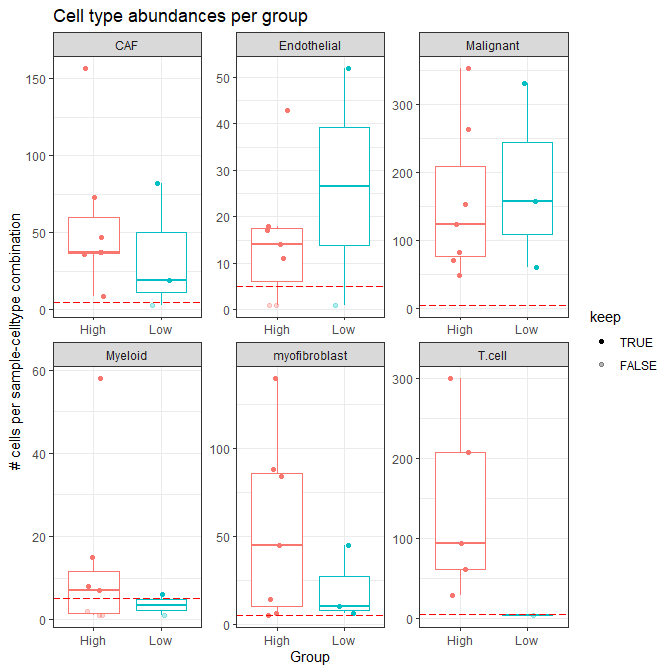 Cell type abundances per group
CAF
Endothelial
Malignant
150
100
50
0
50
40
30
20
10
0
300
200
100
0
High
Low
High
Low
High
Low
Myeloid
myofibroblast
T.cell
60
40
20
0
100
50
0
300
200
100
0
High
Low
High
Low
High
Low
Group
# cells per sample-celltype combination
keep
TRUE
FALSE